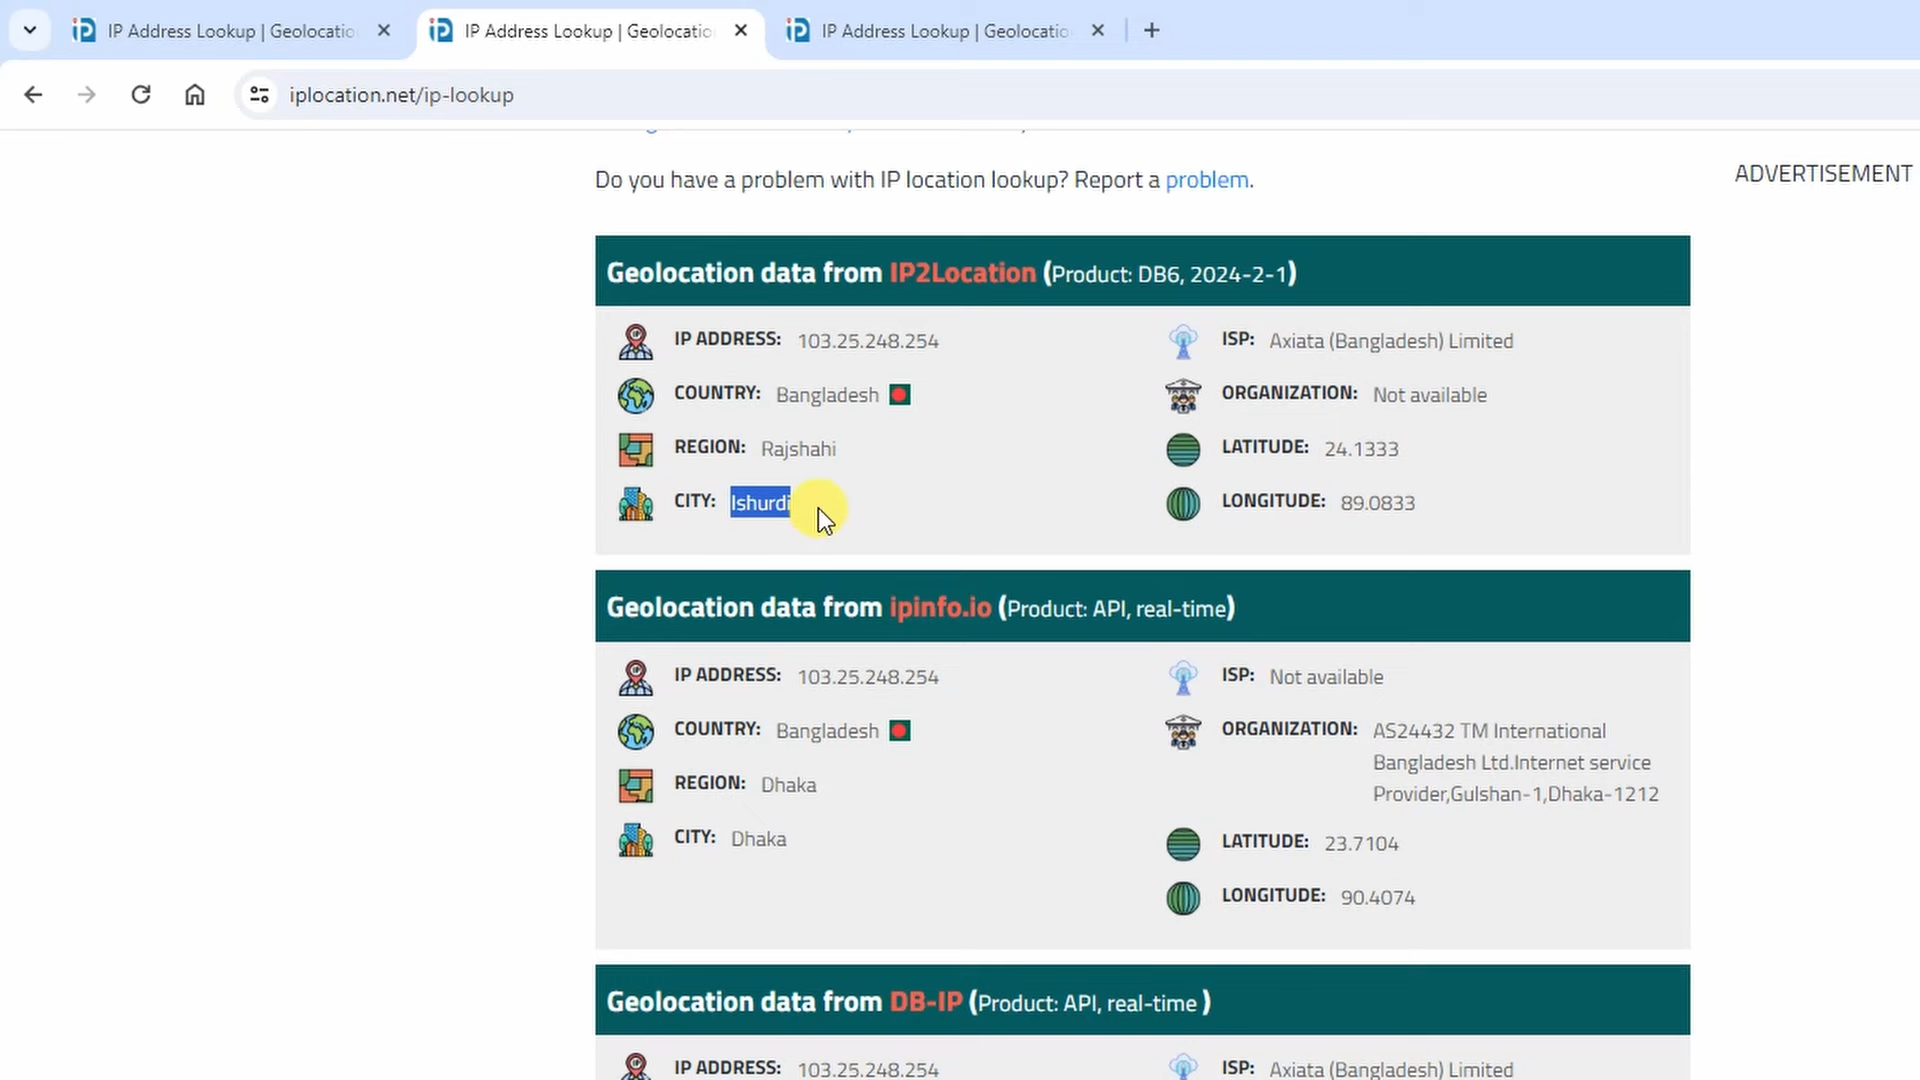 IP Address Lookup | Geolocatio
IP Address Lookup | Geolocatio
IP Address Lookup | Geolocatio
iplocation.net/ip-lookup
Do you have a problem with IP location lookup? Report a problem.
ADVERTISEMENT
Geolocation data from IP2Location (Product: DB6, 2024-2-1)
IP ADDRESS: 103.25.248.254
ISP: Axiata (Bangladesh) Limited
COUNTRY: Bangladesh
ORGANIZATION: Not available
REGION: Rajshahi
LATITUDE: 24.1333
CITY: Ishurdi
LONGITUDE: 89.0833
Geolocation data from ipinfo.io (Product: API, real-time)
IP ADDRESS: 103.25.248.254
ISP: Not available
COUNTRY: Bangladesh
ORGANIZATION: AS24432 TM International
Bangladesh Ltd.Internet service
Provider,Gulshan-1,Dhaka-1212
REGION: Dhaka
CITY: Dhaka
LATITUDE: 23.7104
LONGITUDE: 90.4074
Geolocation data from DB-IP (Product: API, real-time )
IP ADDRESS: 103.25.248.254
ISP: Axiata (Bangladesh) Limited